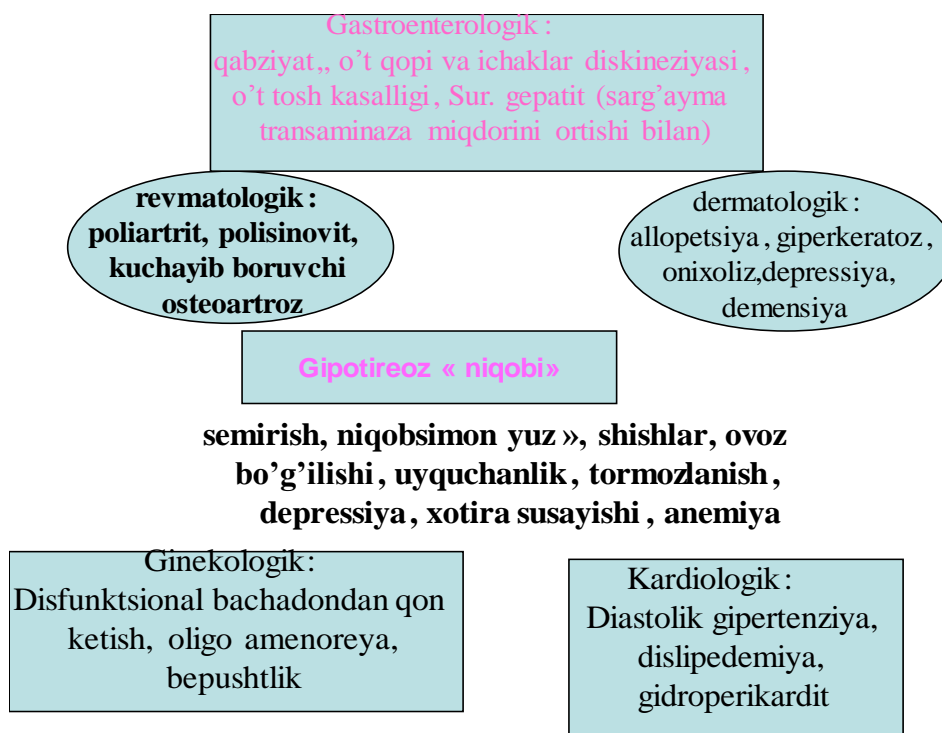 Gastroenterologik :
qabziyat,, o’t qopi va ichaklar diskineziyasi ,
o’t tosh kasalligi , Sur. gepatit (sarg’ayma
transaminaza miqdorini ortishi bilan)
revmatologik :
poliartrit, polisinovit,
kuchayib boruvchi
osteoartroz
dermatologik :
allopetsiya , giperkeratoz ,
onixoliz,depressiya,
demensiya
Gipotireoz « niqobi»
semirish, niqobsimon yuz », shishlar, ovoz
bo’g’ilishi , uyquchanlik , tormozlanish ,
depressiya , xotira susayishi , anemiya
Ginekologik :
Disfunktsional bachadondan qon
ketish, oligo amenoreya,
bepushtlik
Kardiologik :
Diastolik gipertenziya,
dislipedemiya,
gidroperikardit